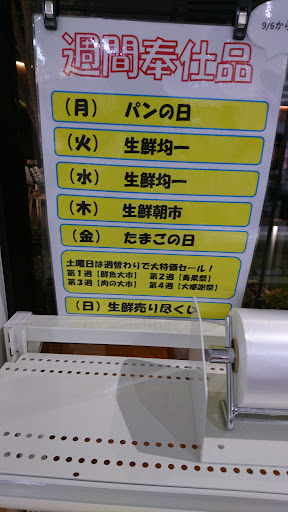 9/6から
週間奉仕品
（月） パンの日
（火） 生鮮均一
（水） 生鮮均一
（木） 生鮮朝市
（金） たまごの日
土曜日は週替わりで大特価セール！
第１週【鮮魚大市】 第２週【青果祭】
第３週【肉の大市】 第４週【大感謝祭】
（日）生鮮売り尽くし